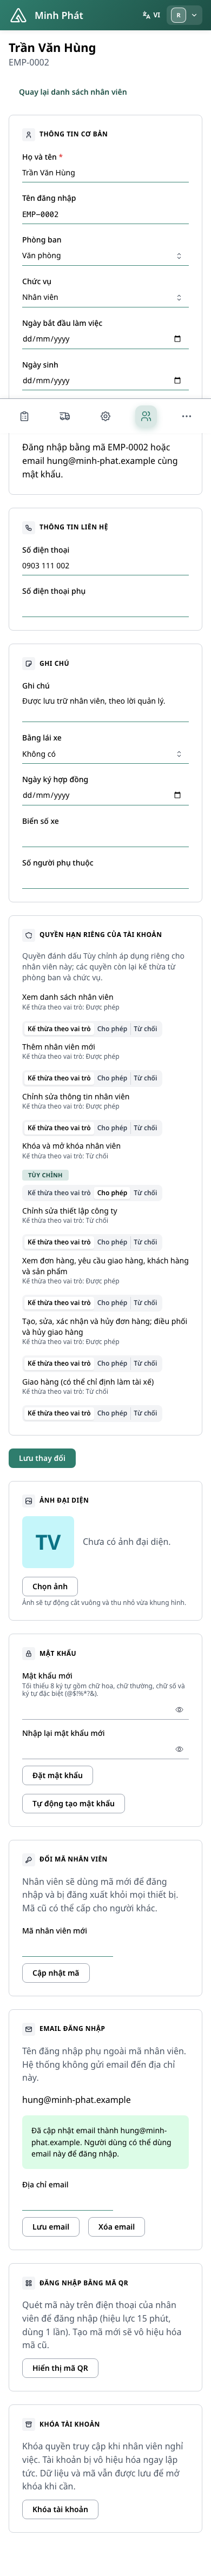 Minh Phát
VI
R
Trần Văn Hùng
EMP-0002
Quay lại danh sách nhân viên
THÔNG TIN CƠ BẢN
Họ và tên *
Trần Văn Hùng
Tên đăng nhập
EMP-0002
Phòng ban
Văn phòng
Chức vụ
Nhân viên
Ngày bắt đầu làm việc
dd/mm/yyyy
Ngày sinh
dd/mm/yyyy
Đăng nhập bằng mã EMP-0002 hoặc
email hung@minh-phat.example cùng
mật khẩu.
THÔNG TIN LIÊN HỆ
Số điện thoại
0903 111 002
Số điện thoại phụ
GHI CHÚ
Ghi chú
Được lưu trữ nhân viên, theo lời quản lý.
Bằng lái xe
Không có
Ngày ký hợp đồng
dd/mm/yyyy
Biển số xe
Số người phụ thuộc
QUYỀN HẠN RIÊNG CỦA TÀI KHOẢN
Quyền đánh dấu Tùy chỉnh áp dụng riêng cho
nhân viên này; các quyền còn lại kế thừa từ
phòng ban và chức vụ.
Xem danh sách nhân viên
Kế thừa theo vai trò: Được phép
Kế thừa theo vai trò Cho phép Từ chối
Thêm nhân viên mới
Kế thừa theo vai trò: Được phép
Kế thừa theo vai trò Cho phép Từ chối
Chỉnh sửa thông tin nhân viên
Kế thừa theo vai trò: Được phép
Kế thừa theo vai trò Cho phép Từ chối
Khóa và mở khóa nhân viên
Kế thừa theo vai trò: Từ chối
TÙY CHỈNH
Kế thừa theo vai trò Cho phép Từ chối
Chỉnh sửa thiết lập công ty
Kế thừa theo vai trò: Từ chối
Kế thừa theo vai trò Cho phép Từ chối
Xem đơn hàng, yêu cầu giao hàng, khách hàng
và sản phẩm
Kế thừa theo vai trò: Được phép
Kế thừa theo vai trò Cho phép Từ chối
Tạo, sửa, xác nhận và hủy đơn hàng; điều phối
và hủy giao hàng
Kế thừa theo vai trò: Được phép
Kế thừa theo vai trò Cho phép Từ chối
Giao hàng (có thể chỉ định làm tài xế)
Kế thừa theo vai trò: Từ chối
Kế thừa theo vai trò Cho phép Từ chối
Lưu thay đổi
ẢNH ĐẠI DIỆN
TV
Chưa có ảnh đại diện.
Chọn ảnh
Ảnh sẽ tự động cắt vuông và thu nhỏ vừa khung hình.
MẬT KHẨU
Mật khẩu mới
Tối thiểu 8 ký tự gồm chữ hoa, chữ thường, chữ số và
ký tự đặc biệt (@$!%*?&).
Nhập lại mật khẩu mới
Đặt mật khẩu
Tự động tạo mật khẩu
ĐỔI MÃ NHÂN VIÊN
Nhân viên sẽ dùng mã mới để đăng
nhập và bị đăng xuất khỏi mọi thiết bị.
Mã cũ có thể cấp cho người khác.
Mã nhân viên mới
Cập nhật mã
EMAIL ĐĂNG NHẬP
Tên đăng nhập phụ ngoài mã nhân viên.
Hệ thống không gửi email đến địa chỉ
này.
hung@minh-phat.example
Đã cập nhật email thành hung@minh-
phat.example. Người dùng có thể dùng
email này để đăng nhập.
Địa chỉ email
Lưu email Xóa email
ĐĂNG NHẬP BẰNG MÃ QR
Quét mã này trên điện thoại của nhân
viên để đăng nhập (hiệu lực 15 phút,
dùng 1 lần). Tạo mã mới sẽ vô hiệu hóa
mã cũ.
Hiển thị mã QR
KHÓA TÀI KHOẢN
Khóa quyền truy cập khi nhân viên nghỉ
việc. Tài khoản bị vô hiệu hóa ngay lập
tức. Dữ liệu và mã vẫn được lưu để mở
khóa khi cần.
Khóa tài khoản